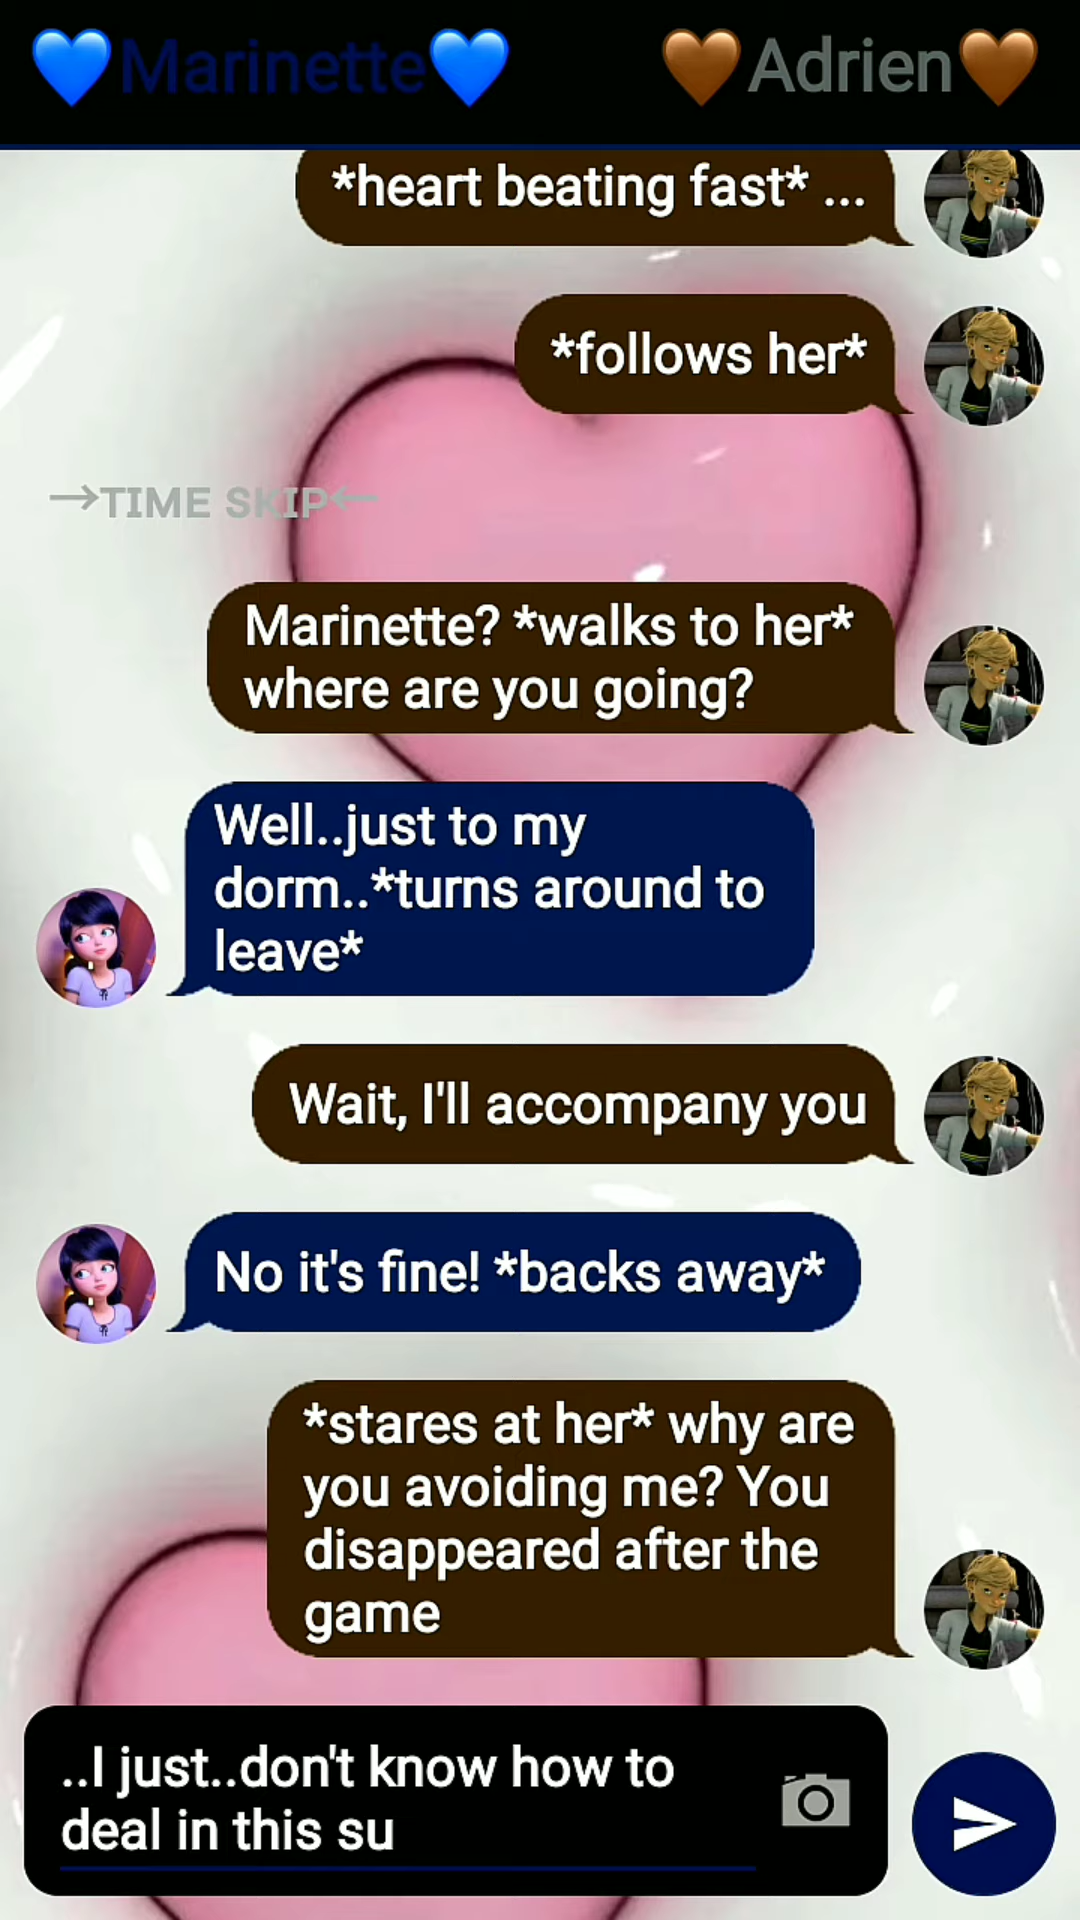 💙Marinette💙 🤎Adrien🤎
*heart beating fast* ...
*follows her*
→TIME SKIP←
Marinette? *walks to her*
where are you going?
Well..just to my
dorm..*turns around to
leave*
Wait, I'll accompany you
No it's fine! *backs away*
*stares at her* why are
you avoiding me? You
disappeared after the
game
..I just..don't know how to
deal in this su